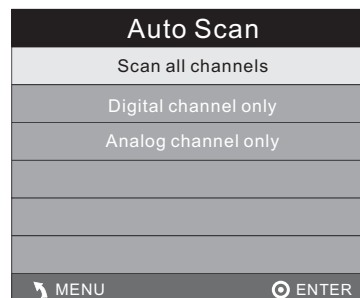 Auto Scan
Scan all channels
Digital channel only
Analog channel only
MENU ENTER